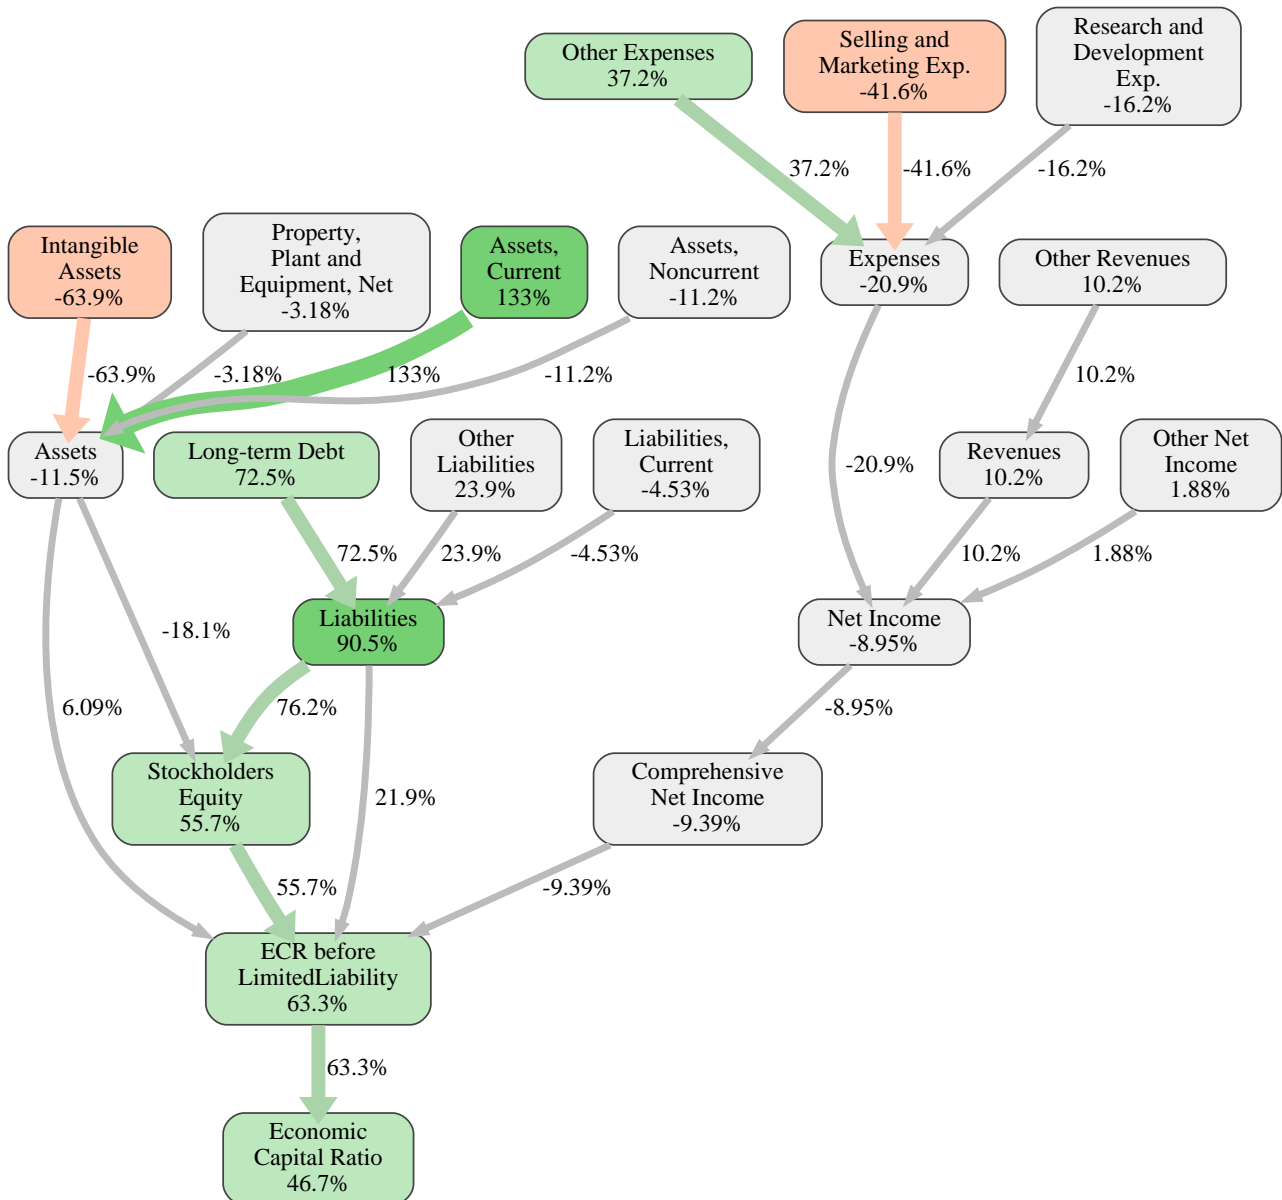 Other Expenses
37.2%
Selling and
Marketing Exp.
-41.6%
Research and
Development
Exp.
-16.2%
37.2%
-41.6%
-16.2%
Intangible
Assets
-63.9%
Property,
Plant and
Equipment, Net
-3.18%
Assets,
Current
133%
Assets,
Noncurrent
-11.2%
Expenses
-20.9%
Other Revenues
10.2%
-63.9%
-3.18%
133%
-11.2%
10.2%
Assets
-11.5%
Long-term Debt
72.5%
Other
Liabilities
23.9%
Liabilities,
Current
-4.53%
-20.9%
Revenues
10.2%
Other Net
Income
1.88%
72.5%
23.9%
-4.53%
10.2%
1.88%
-18.1%
Liabilities
90.5%
Net Income
-8.95%
6.09%
76.2%
-8.95%
Stockholders
Equity
55.7%
21.9%
Comprehensive
Net Income
-9.39%
55.7%
-9.39%
ECR before
LimitedLiability
63.3%
63.3%
Economic
Capital Ratio
46.7%